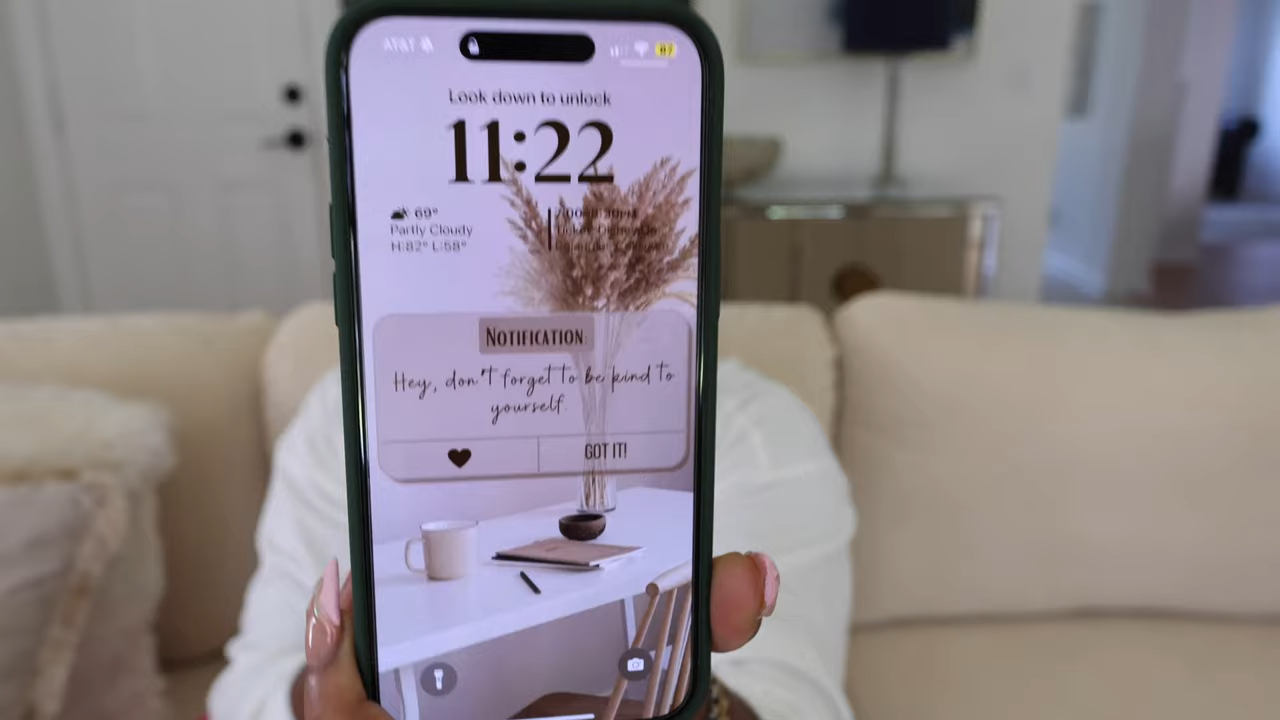 AT&T
87
Look down to unlock
11:22
69°
Partly Cloudy
H:82° L:58°
NOTIFICATION:
Hey, don't forget to be kind to
yourself.
GOT IT!